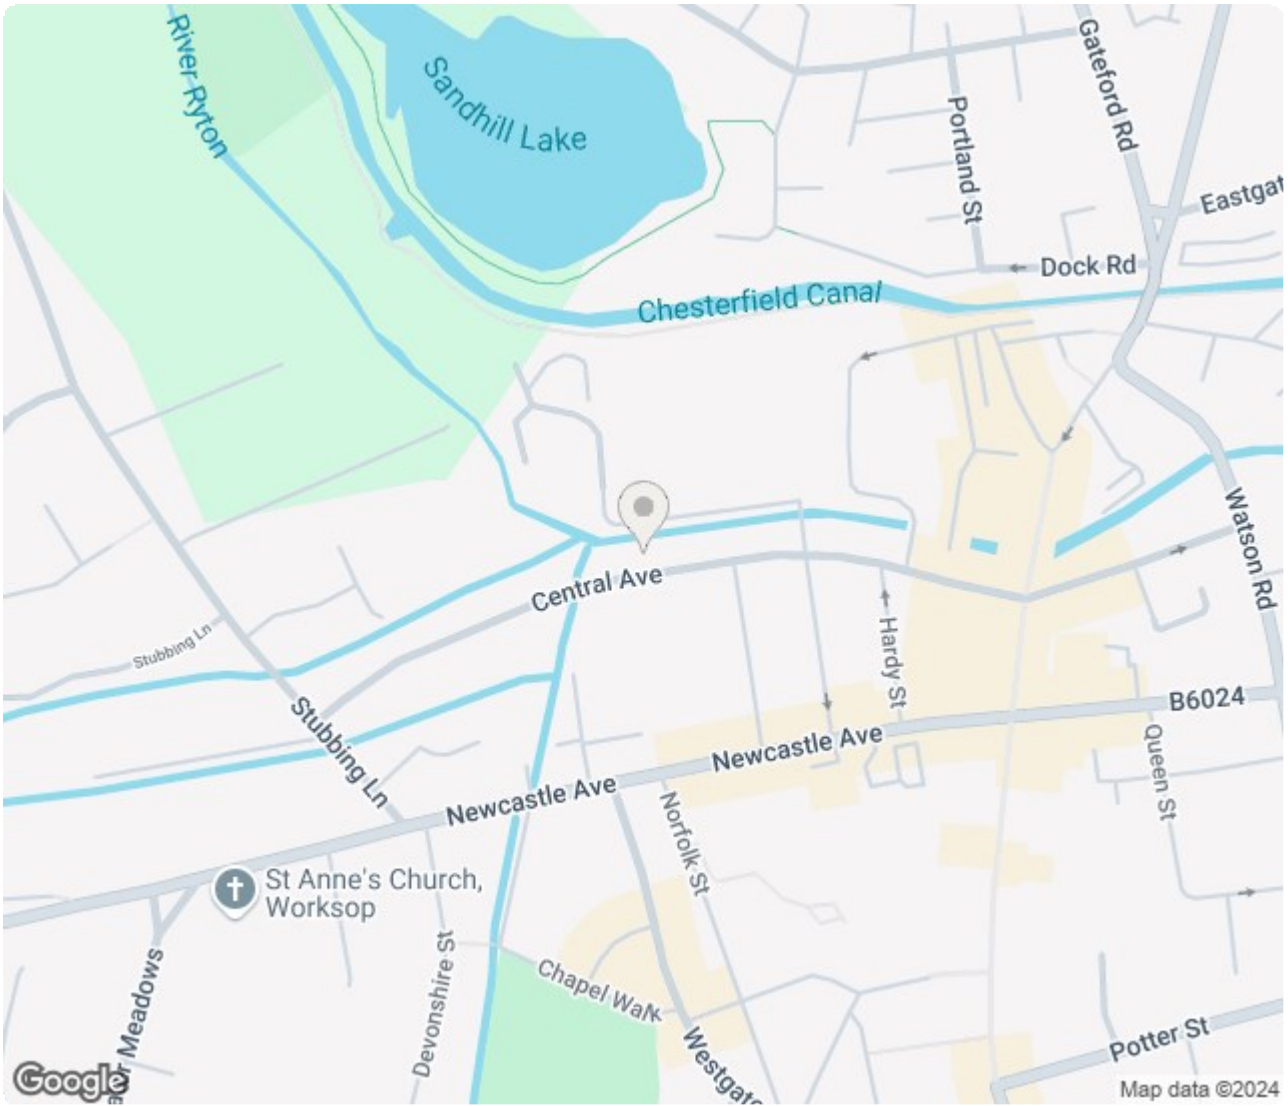 River Ryton
Sandhill Lake
Gateford Rd
Portland St
Eastgat
Dock Rd
Chesterfield Canal
Watson Rd
Central Ave
Stubbing Ln
Hardy St
B6024
Stubbing Ln
Newcastle Ave
Queen St
Newcastle Ave
Norfolk St
St Anne's Church,
Worksop
Devonshire St
Chapel Walk
or Meadows
Westgate
Potter St
Google
Map data ©2024